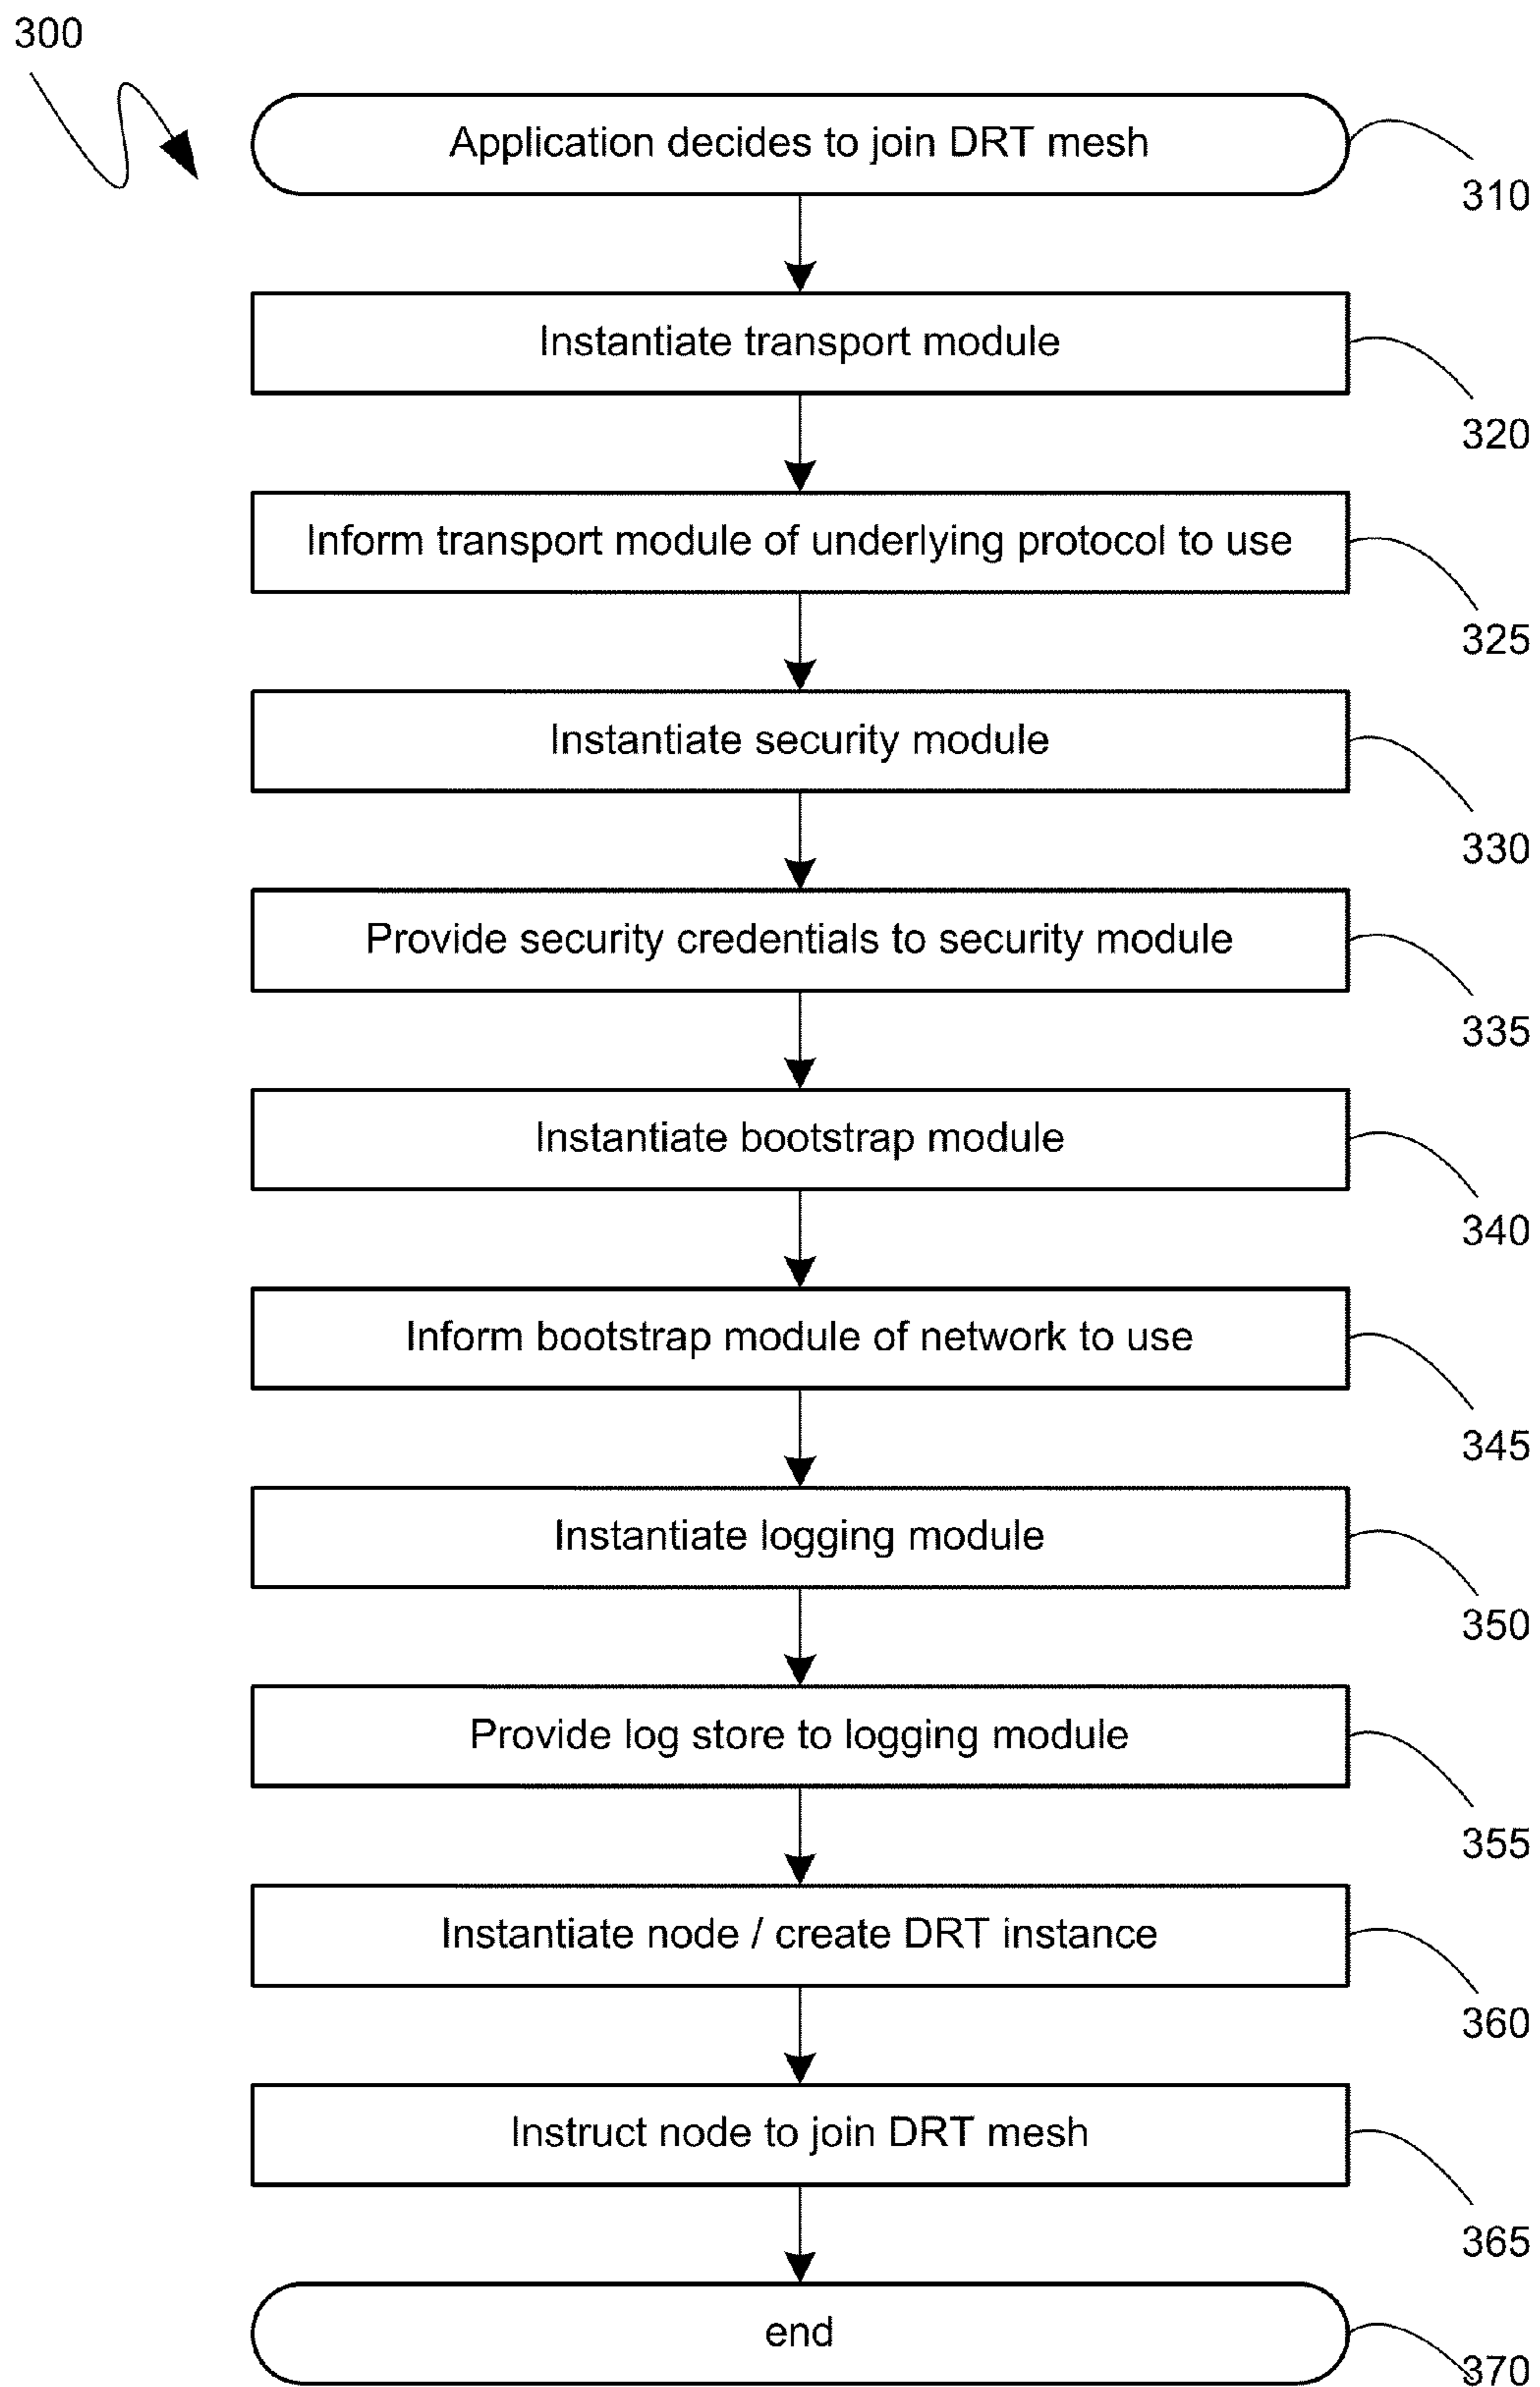 300
Application decides to join DRT mesh
310
Instantiate transport module
320
Inform transport module of underlying protocol to use
325
Instantiate security module
330
Provide security credentials to security module
335
Instantiate bootstrap module
340
Inform bootstrap module of network to use
345
Instantiate logging module
350
Provide log store to logging module
355
Instantiate node / create DRT instance
360
Instruct node to join DRT mesh
365
end
370